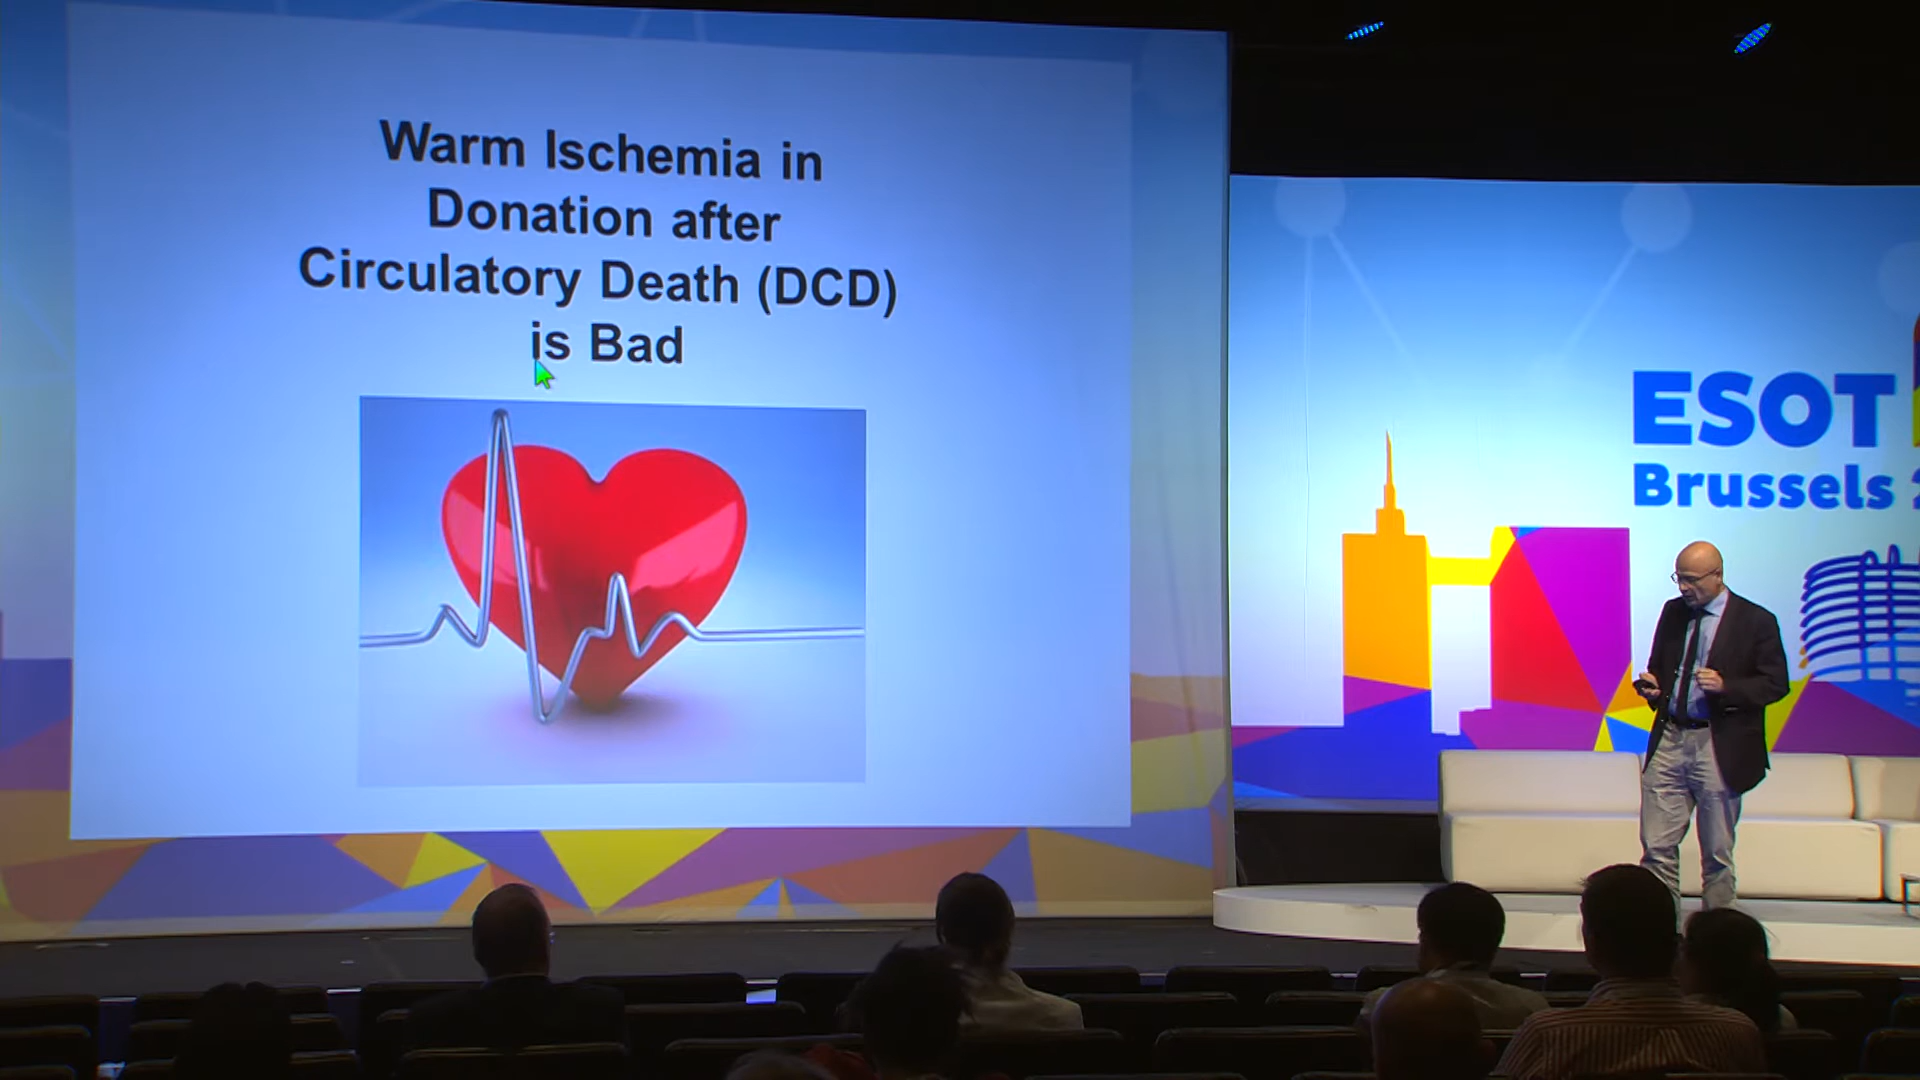 Warm Ischemia in
Donation after
Circulatory Death (DCD)
is Bad
ESOT
Brussels